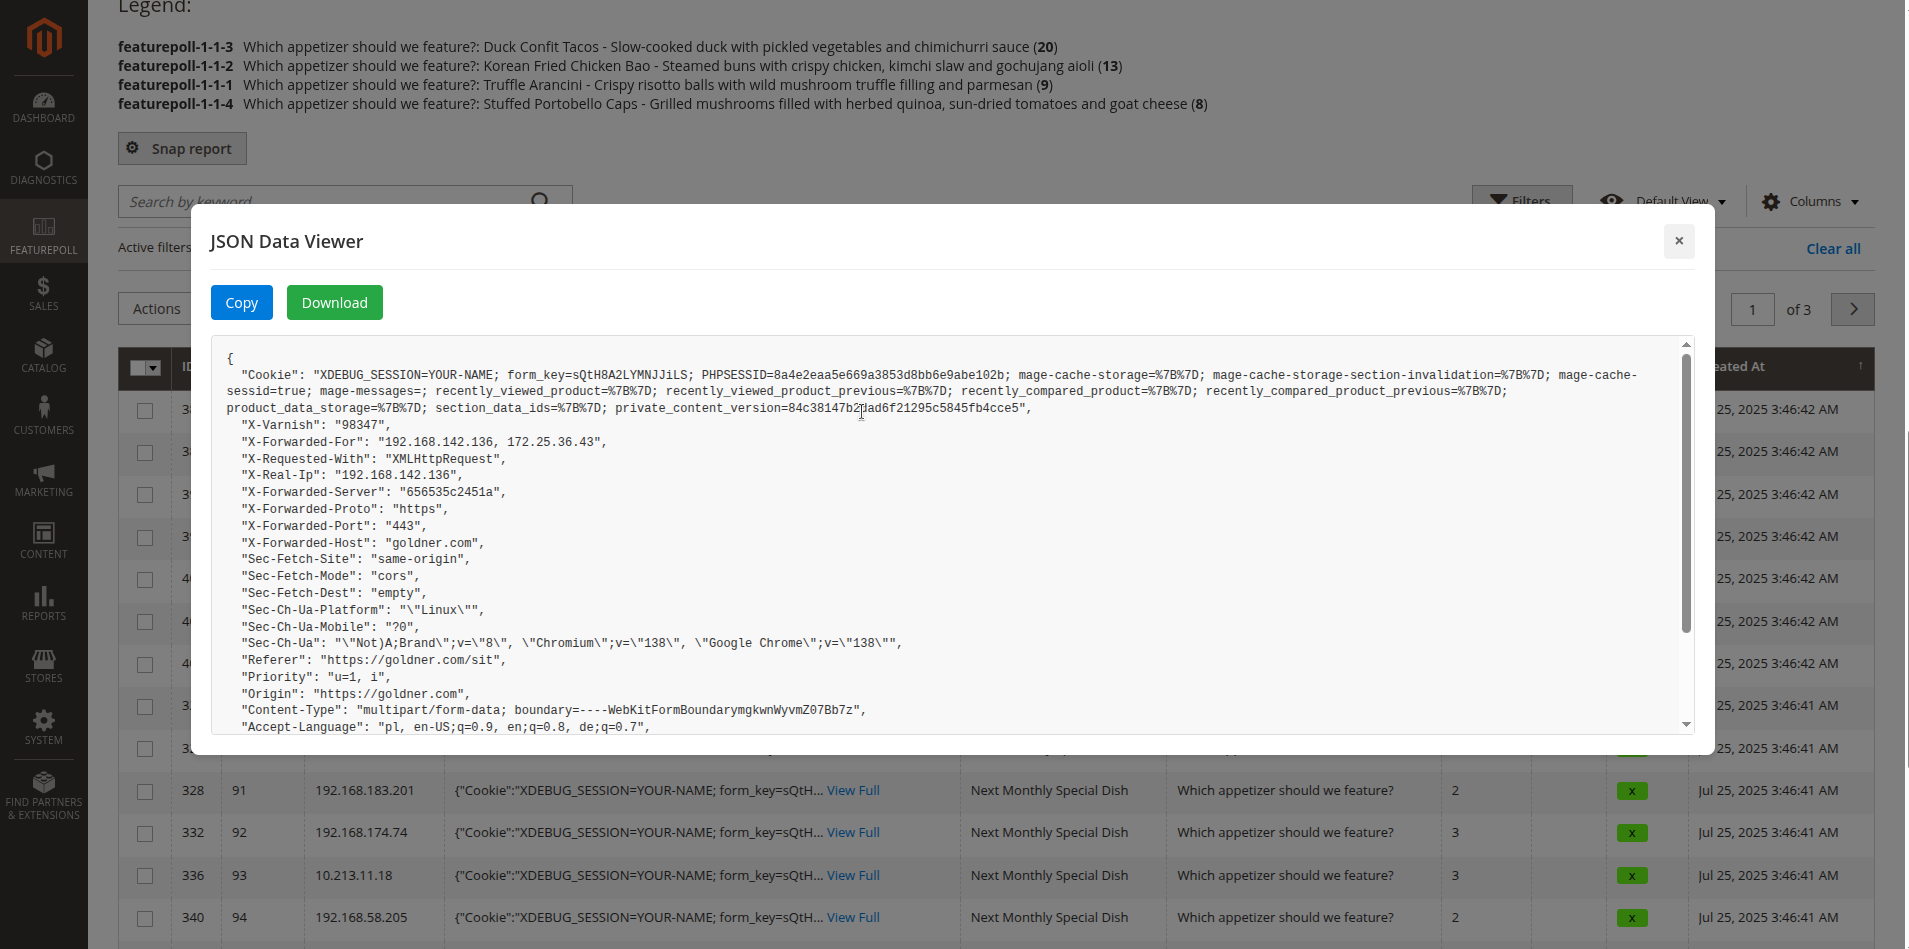 Legend:
featurepoll-1-1-3 Which appetizer should we feature?: Duck Confit Tacos - Slow-cooked duck with pickled vegetables and chimichurri sauce (20)
featurepoll-1-1-2 Which appetizer should we feature?: Korean Fried Chicken Bao - Steamed buns with crispy chicken, kimchi slaw and gochujang aioli (13)
featurepoll-1-1-1 Which appetizer should we feature?: Truffle Arancini - Crispy risotto balls with wild mushroom truffle filling and parmesan (9)
featurepoll-1-1-4 Which appetizer should we feature?: Stuffed Portobello Caps - Grilled mushrooms filled with herbed quinoa, sun-dried tomatoes and goat cheese (8)
Snap report
Search by keyword
Filters
Default View
Columns
Active filters
Clear all
Actions
1 of 3
DASHBOARD
DIAGNOSTICS
FEATUREPOLL
SALES
CATALOG
CUSTOMERS
MARKETING
CONTENT
REPORTS
STORES
SYSTEM
FIND PARTNERS
& EXTENSIONS
JSON Data Viewer
×
Copy
Download
{
"Cookie": "XDEBUG_SESSION=YOUR-NAME; form_key=sQtH8A2LYMNJJiLS; PHPSESSID=8a4e2eaa5e669a3853d8bb6e9abe102b; mage-cache-storage=%7B%7D; mage-cache-storage-section-invalidation=%7B%7D; mage-cache-
sessid=true; mage-messages=; recently_viewed_product=%7B%7D; recently_viewed_product_previous=%7B%7D; recently_compared_product=%7B%7D; recently_compared_product_previous=%7B%7D;
product_data_storage=%7B%7D; section_data_ids=%7B%7D;
"X-Varnish": "98347",
"X-Forwarded-For": "192.168.142.136, 172.25.36.43",
"X-Requested-With": "XMLHttpRequest",
"X-Real-Ip": "192.168.142.136",
"X-Forwarded-Server": "656535c2451a",
"X-Forwarded-Proto": "https",
"X-Forwarded-Port": "443",
"X-Forwarded-Host": "goldner.com",
"Sec-Fetch-Site": "same-origin",
"Sec-Fetch-Mode": "cors",
"Sec-Fetch-Dest": "empty",
"Sec-Ch-Ua-Platform": "\"Linux\"",
"Sec-Ch-Ua-Mobile": "?0",
"Sec-Ch-Ua": "\"Not)A;Brand\";v=\"8\", \"Chromium\";v=\"138\", \"Google Chrome\";v=\"138\"",
"Referer": "https://goldner.com/sit",
"Priority": "u=1, i",
"Origin": "https://goldner.com",
"Content-Type": "multipart/form-data; boundary=----WebKitFormBoundarymgkwnWyvmZ07Bb7z",
"Accept-Language": "pl, en-US;q=0.9, en;q=0.8, de;q=0.7",
eated At ↑
25, 2025 3:46:42 AM
25, 2025 3:46:42 AM
25, 2025 3:46:42 AM
25, 2025 3:46:42 AM
25, 2025 3:46:42 AM
25, 2025 3:46:42 AM
25, 2025 3:46:42 AM
25, 2025 3:46:41 AM
25, 2025 3:46:41 AM
328 91 192.168.183.201 {"Cookie":"XDEBUG_SESSION=YOUR-NAME; form_key=sQtH... View Full Next Monthly Special Dish Which appetizer should we feature? 2 x Jul 25, 2025 3:46:41 AM
332 92 192.168.174.74 {"Cookie":"XDEBUG_SESSION=YOUR-NAME; form_key=sQtH... View Full Next Monthly Special Dish Which appetizer should we feature? 3 x Jul 25, 2025 3:46:41 AM
336 93 10.213.11.18 {"Cookie":"XDEBUG_SESSION=YOUR-NAME; form_key=sQtH... View Full Next Monthly Special Dish Which appetizer should we feature? 3 x Jul 25, 2025 3:46:41 AM
340 94 192.168.58.205 {"Cookie":"XDEBUG_SESSION=YOUR-NAME; form_key=sQtH... View Full Next Monthly Special Dish Which appetizer should we feature? 2 x Jul 25, 2025 3:46:41 AM